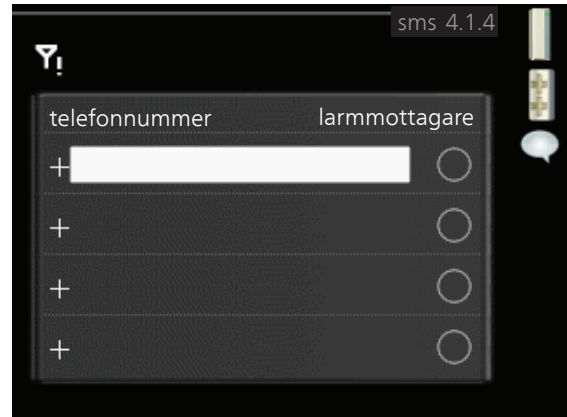 sms 4.1.4
telefonnummer larmmottagare
+
+
+
+